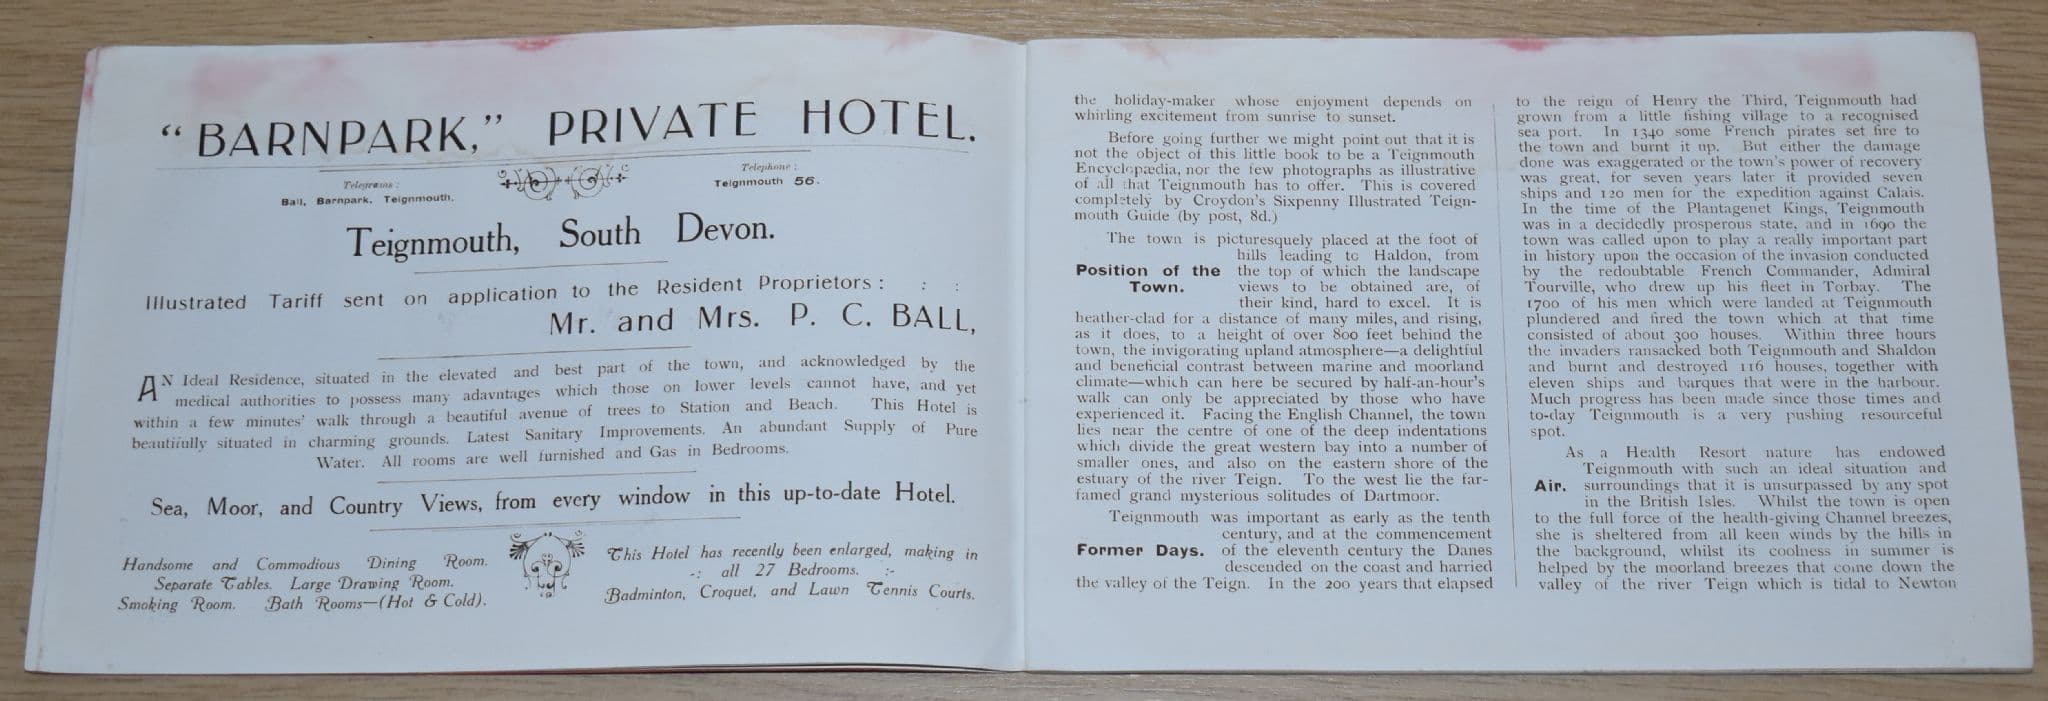 “BARNPARK,” PRIVATE HOTEL.
Telegrams :
Ball, Barnpark, Teignmouth.
Telephone :
Teignmouth 56.
Teignmouth, South Devon.
Illustrated Tariff sent on application to the Resident Proprietors : : :
Mr. and Mrs. P. C. BALL,
AN Ideal Residence, situated in the elevated and best part of the town, and acknowledged by the
medical authorities to possess many adavntages which those on lower levels cannot have, and yet
within a few minutes’ walk through a beautiful avenue of trees to Station and Beach. This Hotel is
beautifully situated in charming grounds. Latest Sanitary Improvements. An abundant Supply of Pure
Water. All rooms are well furnished and Gas in Bedrooms.
Sea, Moor, and Country Views, from every window in this up-to-date Hotel.
Handsome and Commodious Dining Room.
Separate Tables. Large Drawing Room.
Smoking Room. Bath Rooms—(Hot & Cold).
This Hotel has recently been enlarged, making in
-: all 27 Bedrooms. :-
Badminton, Croquet, and Lawn Tennis Courts.
the holiday-maker whose enjoyment depends on
whirling excitement from sunrise to sunset.
Before going further we might point out that it is
not the object of this little book to be a Teignmouth
Encyclopædia, nor the few photographs as illustrative
of all that Teignmouth has to offer. This is covered
completely by Croydon’s Sixpenny Illustrated Teign-
mouth Guide (by post, 8d.)
The town is picturesquely placed at the foot of
hills leading to Haldon, from
Position of the Town.
the top of which the landscape
views to be obtained are, of
their kind, hard to excel. It is
heather-clad for a distance of many miles, and rising,
as it does, to a height of over 800 feet behind the
town, the invigorating upland atmosphere—a delightful
and beneficial contrast between marine and moorland
climate—which can here be secured by half-an-hour’s
walk can only be appreciated by those who have
experienced it. Facing the English Channel, the town
lies near the centre of one of the deep indentations
which divide the great western bay into a number of
smaller ones, and also on the eastern shore of the
estuary of the river Teign. To the west lie the far-
famed grand mysterious solitudes of Dartmoor.
Teignmouth was important as early as the tenth
century, and at the commencement
Former Days. of the eleventh century the Danes
descended on the coast and harried
the valley of the Teign. In the 200 years that elapsed
to the reign of Henry the Third, Teignmouth had
grown from a little fishing village to a recognised
sea port. In 1340 some French pirates set fire to
the town and burnt it up. But either the damage
done was exaggerated or the town’s power of recovery
was great, for seven years later it provided seven
ships and 120 men for the expedition against Calais.
In the time of the Plantagenet Kings, Teignmouth
was in a decidedly prosperous state, and in 1690 the
town was called upon to play a really important part
in history upon the occasion of the invasion conducted
by the redoubtable French Commander, Admiral
Tourville, who drew up his fleet in Torbay. The
1700 of his men which were landed at Teignmouth
plundered and fired the town which at that time
consisted of about 300 houses. Within three hours
the invaders ransacked both Teignmouth and Shaldon
and burnt and destroyed 116 houses, together with
eleven ships and barques that were in the harbour.
Much progress has been made since those times and
to-day Teignmouth is a very pushing resourceful
spot.
As a Health Resort nature has endowed
Teignmouth with such an ideal situation and
Air. surroundings that it is unsurpassed by any spot
in the British Isles. Whilst the town is open
to the full force of the health-giving Channel breezes,
she is sheltered from all keen winds by the hills in
the background, whilst its coolness in summer is
helped by the moorland breezes that come down the
valley of the river Teign which is tidal to Newton